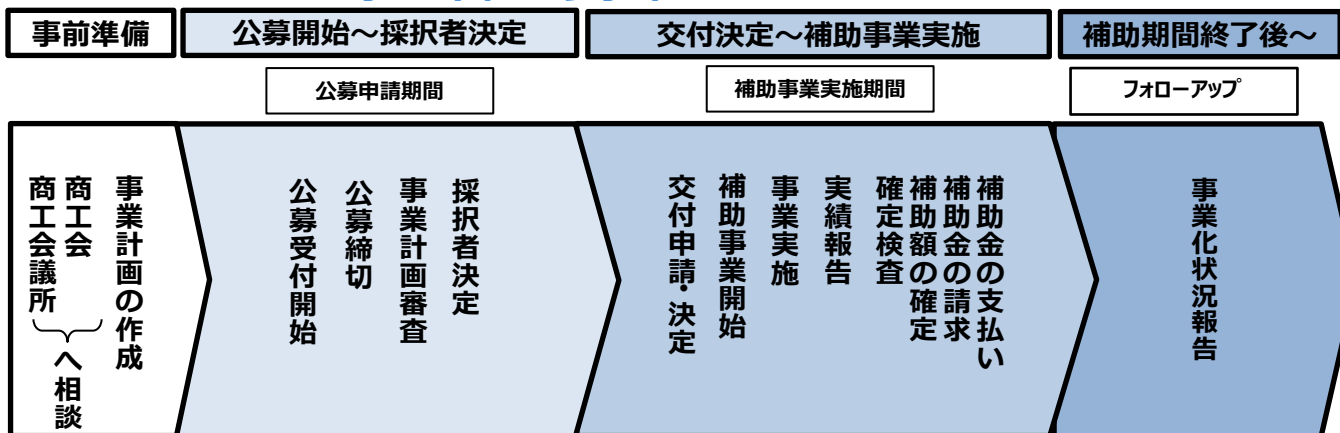 事前準備
公募開始～採択者決定
交付決定～補助事業実施
補助期間終了後～
公募申請期間
補助事業実施期間
フォローアップ
商工会議所
商工会
へ相談
事業計画の作成
公募受付開始
公募締切
事業計画審査
採択者決定
交付申請・決定
補助事業開始
事業実施
実績報告
確定検査
補助額の確定
補助金の請求
補助金の支払い
事業化状況報告